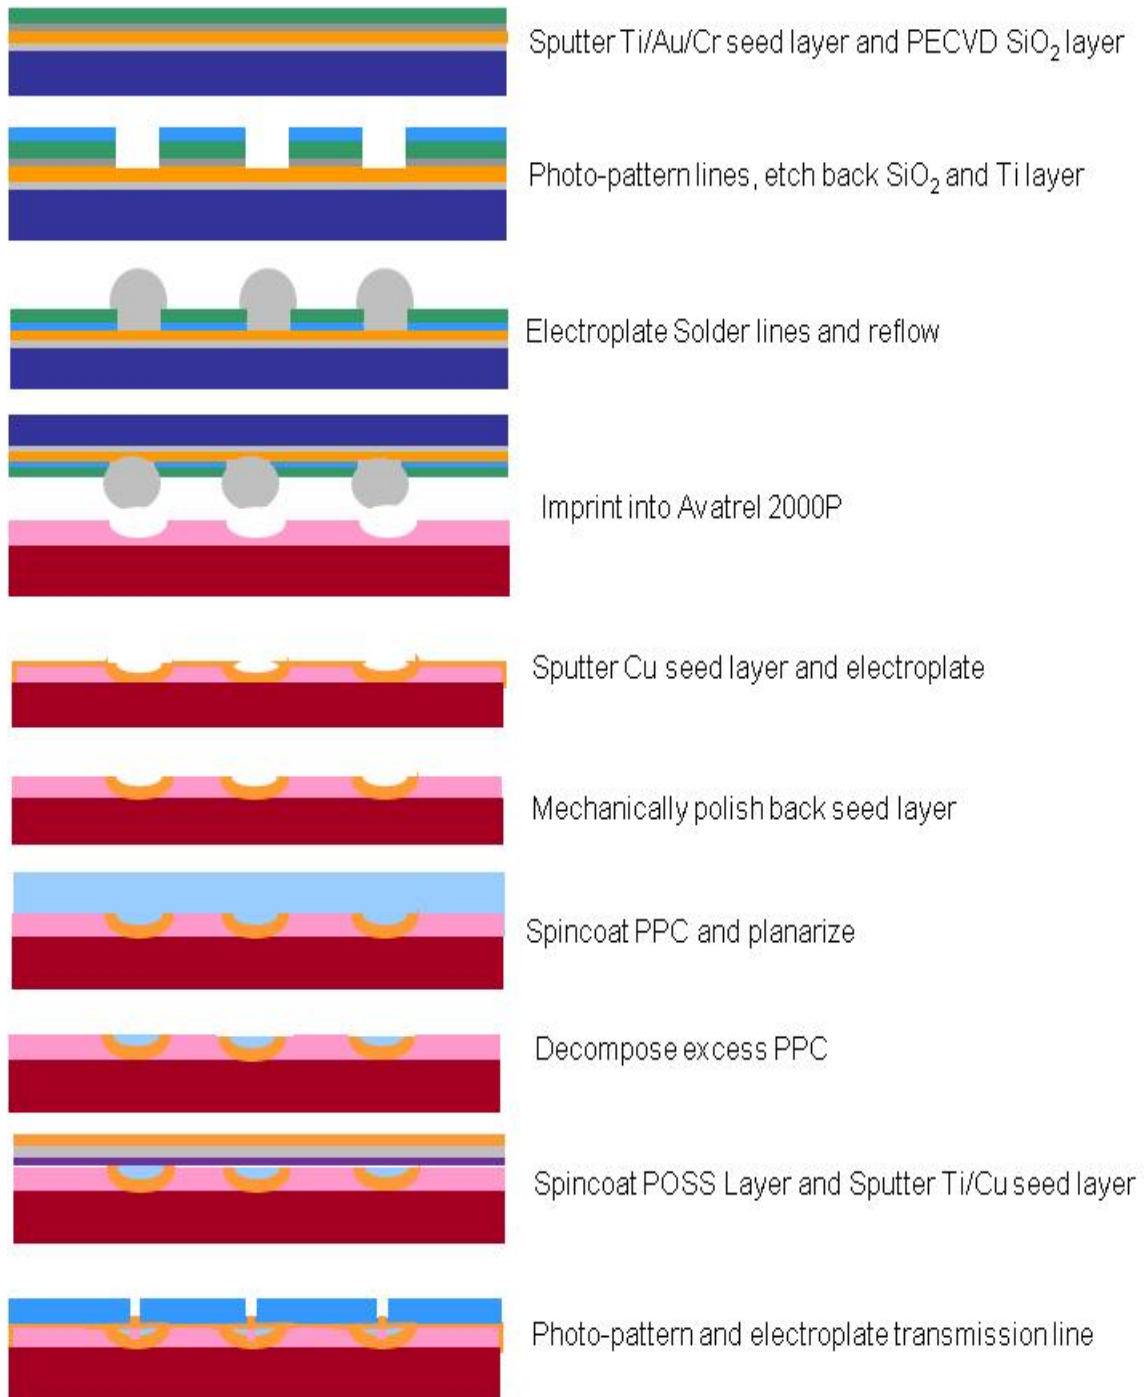 Sputter Ti/Au/Cr seed layer and PECVD SiO₂ layer
Photo-pattern lines, etch back SiO₂ and Ti layer
Electroplate Solder lines and reflow
Imprint into Avatrel 2000P
Sputter Cu seed layer and electroplate
Mechanically polish back seed layer
Spincoat PPC and planarize
Decompose excess PPC
Spincoat POSS Layer and Sputter Ti/Cu seed layer
Photo-pattern and electroplate transmission line